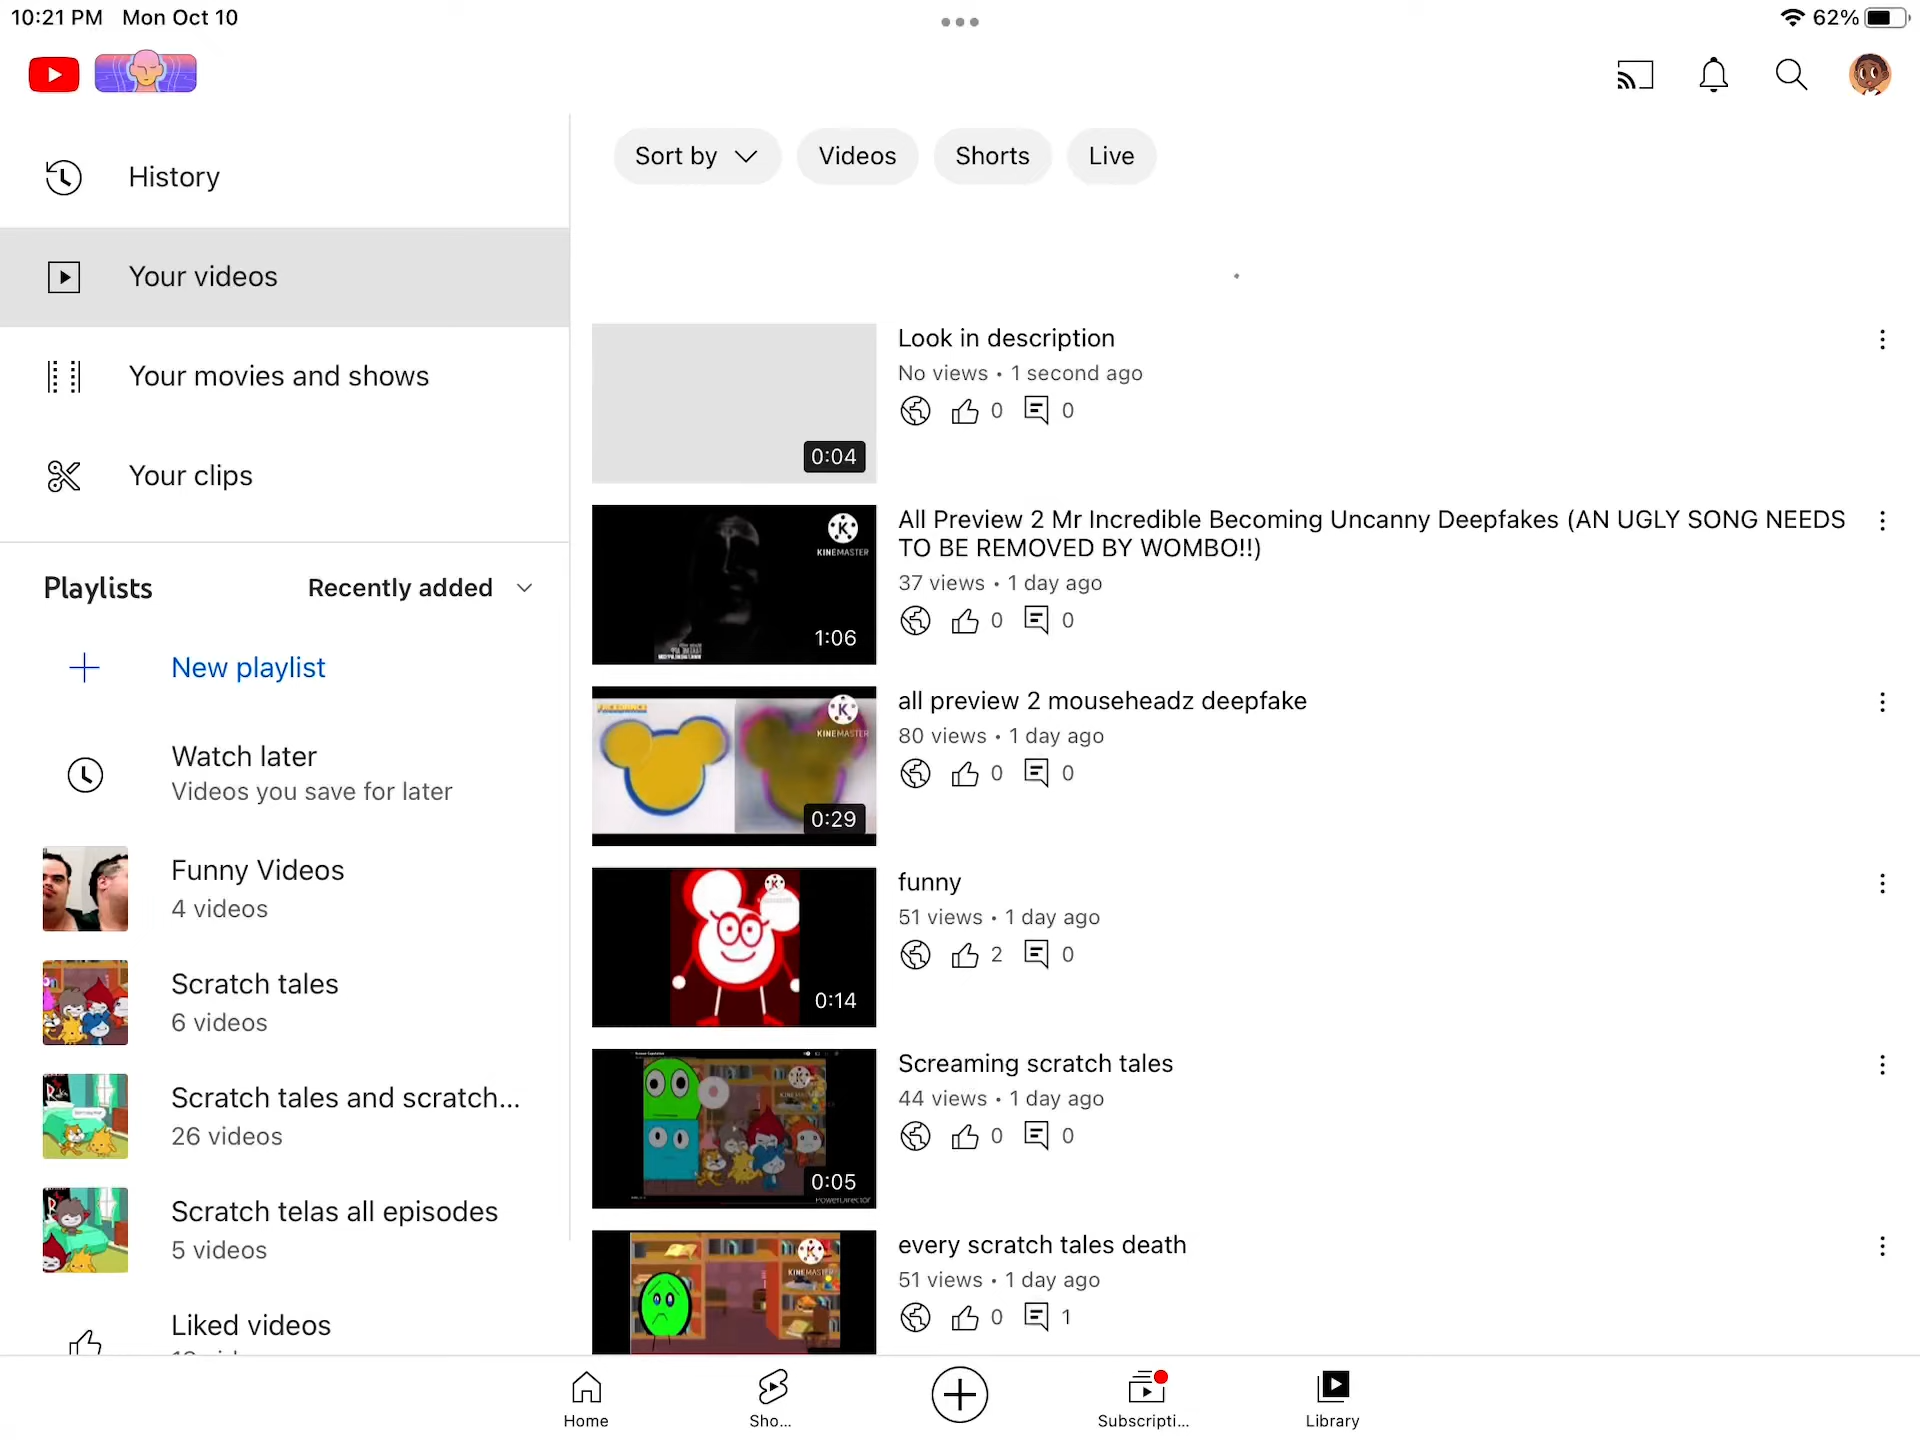 10:21 PM Mon Oct 10
62%
History
Your videos
Your movies and shows
Your clips
Playlists
Recently added
New playlist
Watch later
Videos you save for later
Funny Videos
4 videos
Scratch tales
6 videos
Scratch tales and scratch...
26 videos
Scratch telas all episodes
5 videos
Liked videos
Sort by
Videos
Shorts
Live
0:04
Look in description
No views • 1 second ago
0 0
KINEMASTER
1:06
All Preview 2 Mr Incredible Becoming Uncanny Deepfakes (AN UGLY SONG NEEDS
TO BE REMOVED BY WOMBO!!)
37 views • 1 day ago
0 0
KINEMASTER
0:29
all preview 2 mouseheadz deepfake
80 views • 1 day ago
0 0
0:14
funny
51 views • 1 day ago
2 0
0:05
PowerDirector
Screaming scratch tales
44 views • 1 day ago
0 0
KINEMASTER
every scratch tales death
51 views • 1 day ago
0 1
Home
Sho...
Subscripti...
Library